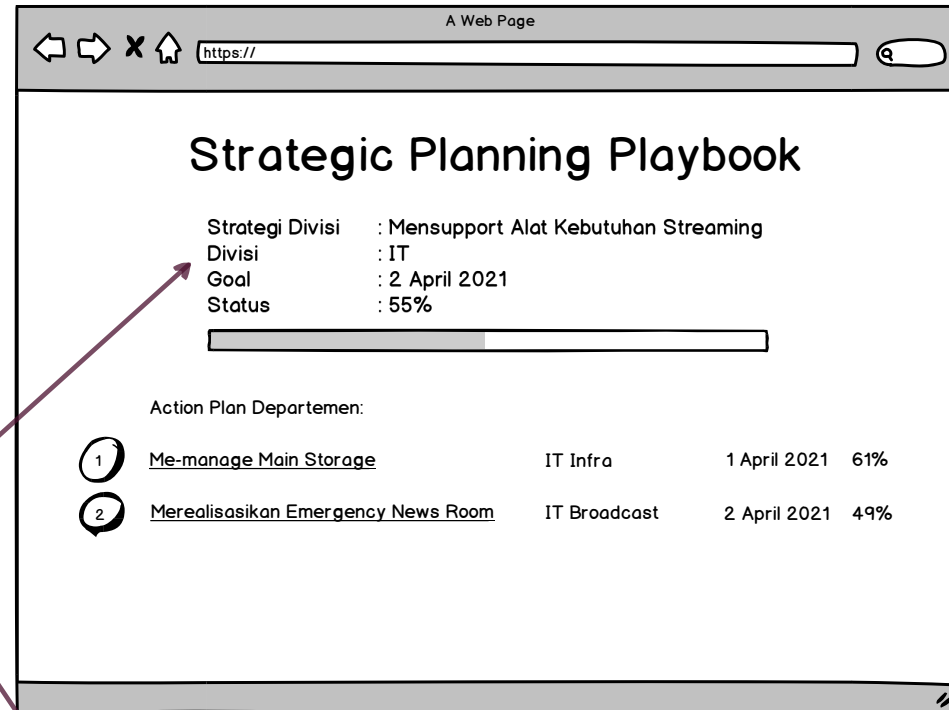 A Web Page
https://
Strategic Planning Playbook
Strategi Divisi : Mensupport Alat Kebutuhan Streaming
Divisi : IT
Goal : 2 April 2021
Status : 55%
Action Plan Departemen:
1 Me-manage Main Storage IT Infra 1 April 2021 61%
2 Merealisasikan Emergency News Room IT Broadcast 2 April 2021 49%